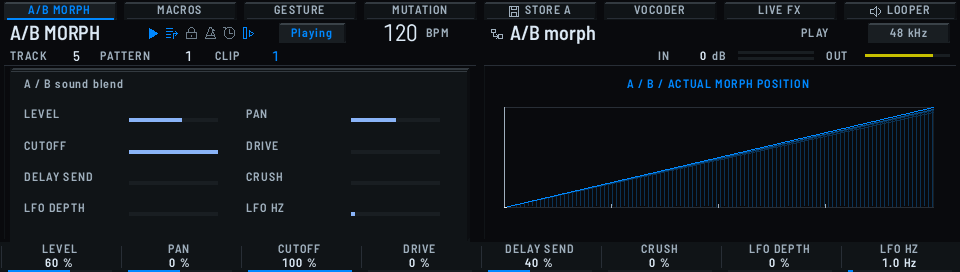 A/B MORPH MACROS GESTURE MUTATION STORE A VOCODER LIVE FX LOOPER
A/B MORPH Playing 120 BPM A/B morph PLAY 48 kHz
TRACK 5 PATTERN 1 CLIP 1 IN 0 dB OUT
A / B sound blend
A / B / ACTUAL MORPH POSITION
LEVEL PAN
CUTOFF DRIVE
DELAY SEND CRUSH
LFO DEPTH LFO HZ
LEVEL PAN CUTOFF DRIVE DELAY SEND CRUSH LFO DEPTH LFO HZ
60 % 0 % 100 % 0 % 40 % 0 % 0 % 1.0 Hz